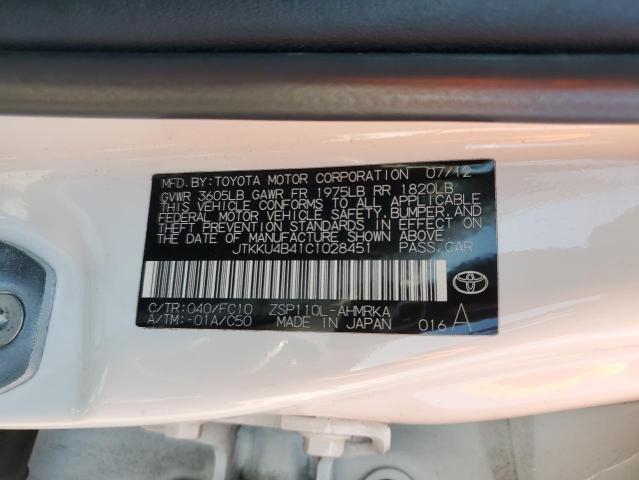 MFD.BY:TOYOTA MOTOR CORPORATION 07/12
GVWR 3605LB GAWR FR 1975LB RR 1820LB
THIS VEHICLE CONFORMS TO ALL APPLICABLE
FEDERAL MOTOR VEHICLE SAFETY, BUMPER, AND
THEFT PREVENTION STANDARDS IN EFFECT ON
THE DATE OF MANUFACTURE SHOWN ABOVE.
JTKKU4B41C1028451 PASS.CAR
C/TR:040/FC10 ZSP110L-AHMRKA
A/TM:-01A/C50 MADE IN JAPAN 016 A